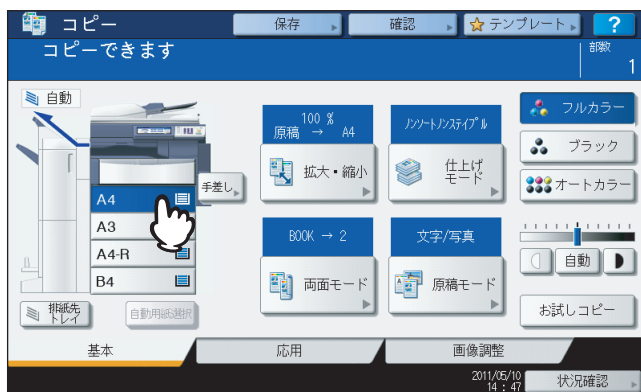 コピー
保存
確認
テンプレート
?
コピーできます
部数
1
自動
A4
A3
A4-R
B4
手差し
排紙先
トレイ
自動用紙選択
100 %
原稿 → A4
拡大・縮小
ノンソートノンステイプル
仕上げ
モード
BOOK → 2
両面モード
文字/写真
原稿モード
フルカラー
ブラック
オートカラー
自動
お試しコピー
基本
応用
画像調整
2011/05/10
14 : 47
状況確認